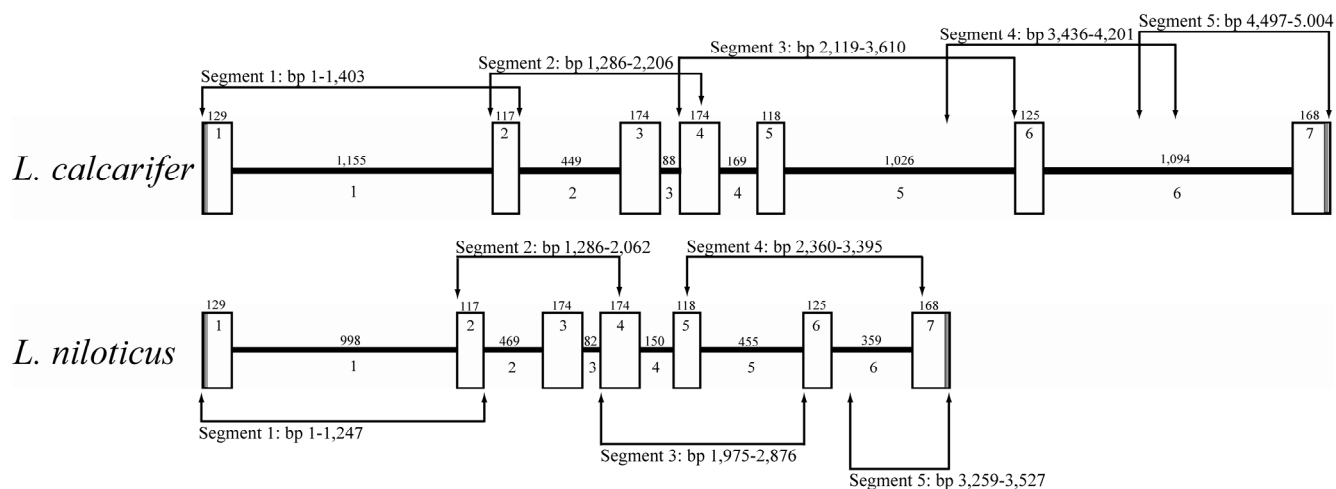 Segment 5: bp 4,497-5.004
Segment 4: bp 3,436-4,201
Segment 3: bp 2,119-3,610
Segment 2: bp 1,286-2,206
Segment 1: bp 1-1,403
129 117 174 174 118 125 168
1 2 3 4 5 6 7
L. calcarifer
1,155 449 88 169 1,026 1,094
1 2 3 4 5 6
Segment 2: bp 1,286-2,062 Segment 4: bp 2,360-3,395
129 117 174 174 118 125 168
1 2 3 4 5 6 7
L. niloticus
998 469 82 150 455 359
1 2 3 4 5 6
Segment 1: bp 1-1,247
Segment 3: bp 1,975-2,876
Segment 5: bp 3,259-3,527